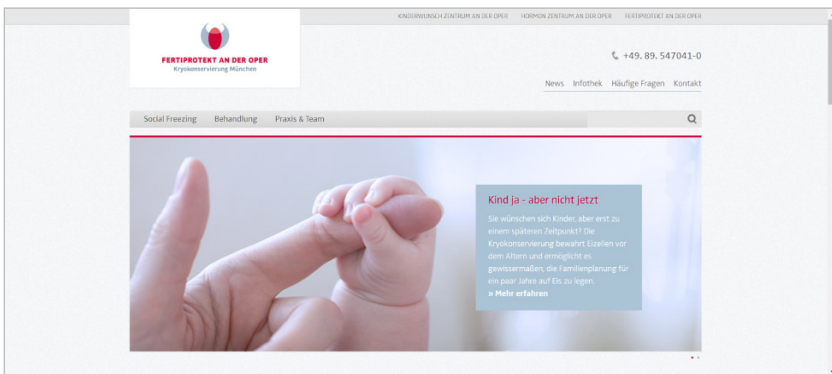 KINDERWUNSCH ZENTRUM AN DER OPER HORMON ZENTRUM AN DER OPER FERTIPROTEKT AN DER OPER
FERTIPROTEKT AN DER OPER
Kryokonservierung München
+49. 89. 547041-0
News Infothek Häufige Fragen Kontakt
Social Freezing Behandlung Praxis & Team
Kind ja - aber nicht jetzt
Sie wünschen sich Kinder, aber erst zu
einem späteren Zeitpunkt? Die
Kryokonservierung bewahrt Eizellen vor
dem Altern und ermöglicht es
gewissermaßen, die Familienplanung für
ein paar Jahre auf Eis zu legen.
» Mehr erfahren